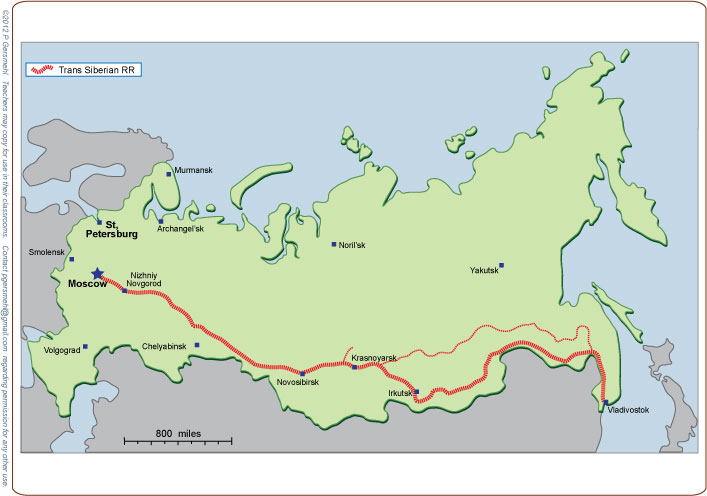 ©2012 P Gersmehl Teachers may copy for use in their classrooms. Contact pgersmehl@gmail.com regarding permission for any other use.
Trans Siberian RR
Murmansk
St,
Petersburg
Archangel'sk
Noril'sk
Smolensk
Yakutsk
Nizhniy
Novgorod
Moscow
Volgograd
Chelyabinsk
Krasnoyarsk
Novosibirsk
Irkutsk
Vladivostok
800 miles